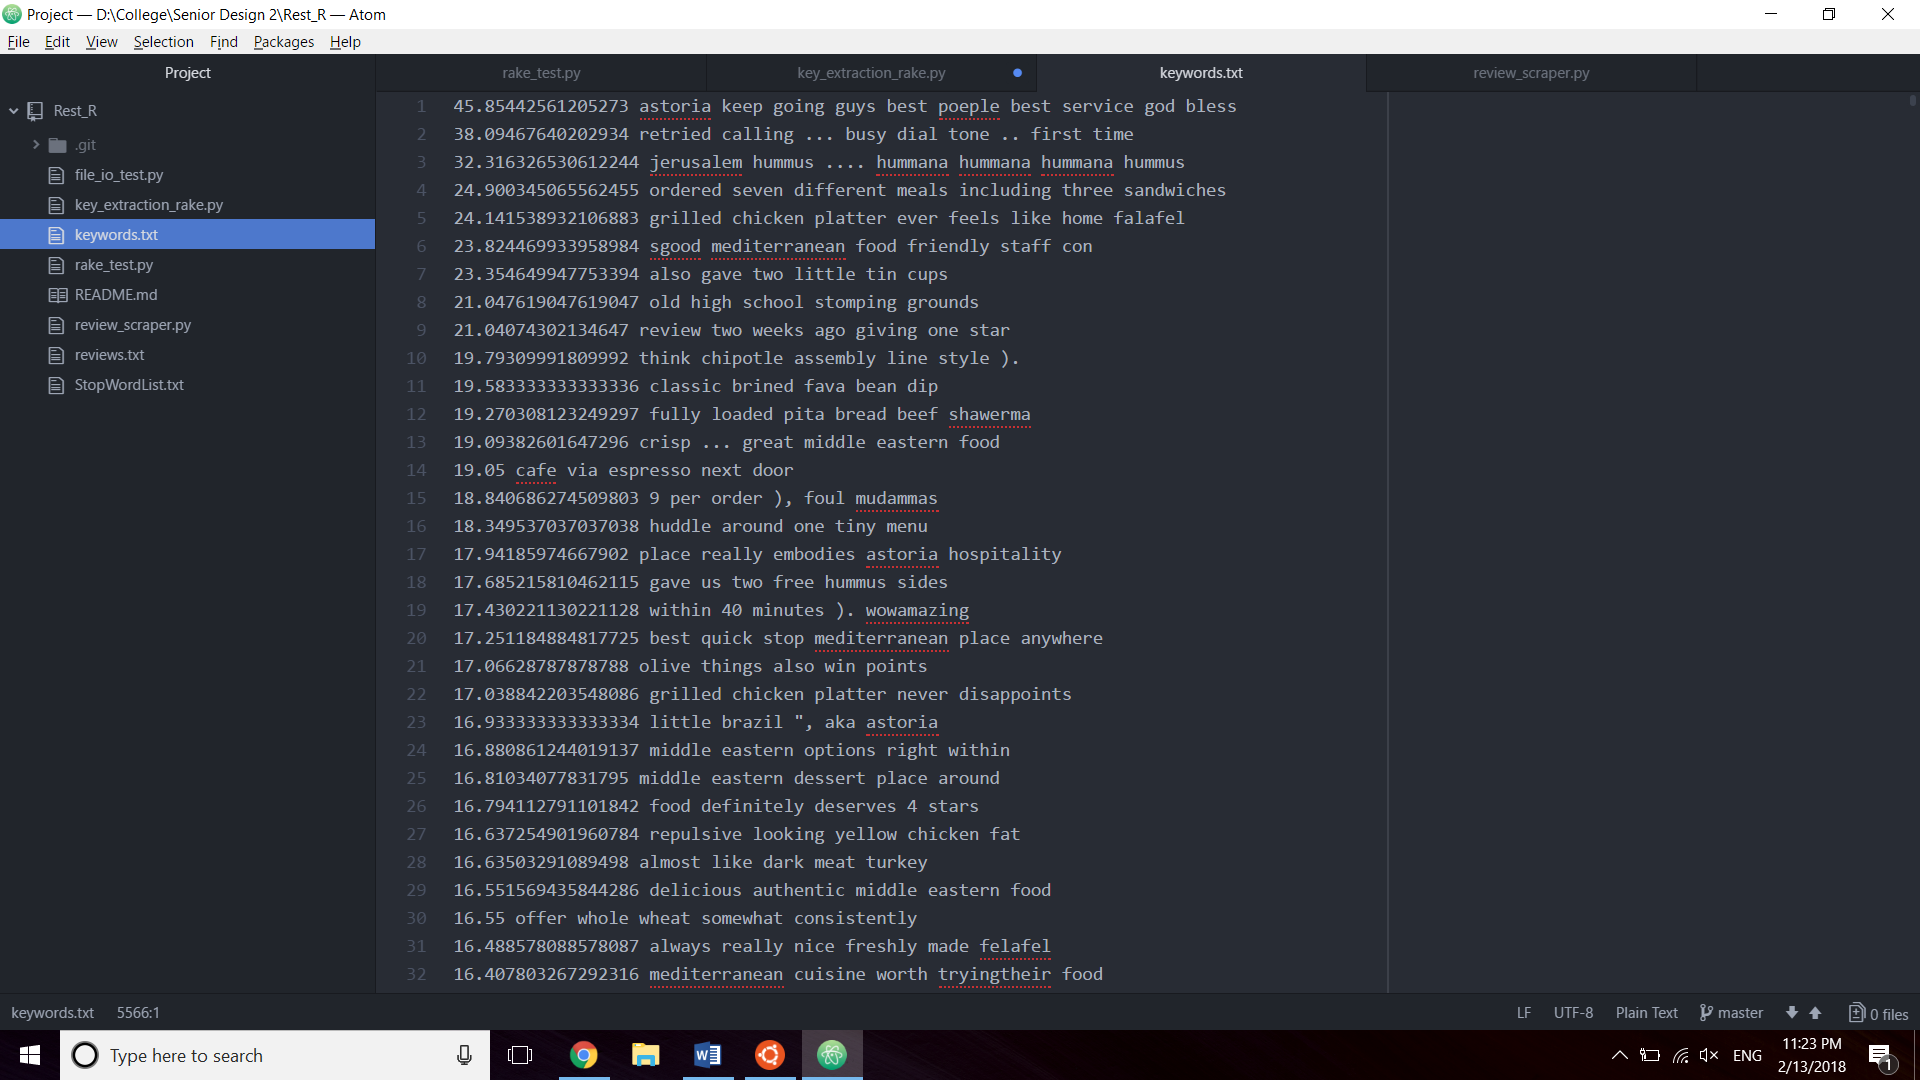 Project — D:\College\Senior Design 2\Rest_R — Atom
File Edit View Selection Find Packages Help
Project
rake_test.py key_extraction_rake.py keywords.txt review_scraper.py
Rest_R
.git
file_io_test.py
key_extraction_rake.py
keywords.txt
rake_test.py
README.md
review_scraper.py
reviews.txt
StopWordList.txt
1 45.85442561205273 astoria keep going guys best poeple best service god bless
2 38.09467640202934 retried calling ... busy dial tone .. first time
3 32.316326530612244 jerusalem hummus .... hummana hummana hummana hummus
4 24.900345065562455 ordered seven different meals including three sandwiches
5 24.141538932106883 grilled chicken platter ever feels like home falafel
6 23.824469933958984 sgood mediterranean food friendly staff con
7 23.354649947753394 also gave two little tin cups
8 21.047619047619047 old high school stomping grounds
9 21.04074302134647 review two weeks ago giving one star
10 19.79309991809992 think chipotle assembly line style ).
11 19.583333333333336 classic brined fava bean dip
12 19.270308123249297 fully loaded pita bread beef shawerma
13 19.09382601647296 crisp ... great middle eastern food
14 19.05 cafe via espresso next door
15 18.840686274509803 9 per order ), foul mudammas
16 18.349537037037038 huddle around one tiny menu
17 17.94185974667902 place really embodies astoria hospitality
18 17.685215810462115 gave us two free hummus sides
19 17.430221130221128 within 40 minutes ). wowamazing
20 17.251184884817725 best quick stop mediterranean place anywhere
21 17.06628787878788 olive things also win points
22 17.038842203548086 grilled chicken platter never disappoints
23 16.933333333333334 little brazil ", aka astoria
24 16.880861244019137 middle eastern options right within
25 16.81034077831795 middle eastern dessert place around
26 16.794112791101842 food definitely deserves 4 stars
27 16.637254901960784 repulsive looking yellow chicken fat
28 16.63503291089498 almost like dark meat turkey
29 16.551569435844286 delicious authentic middle eastern food
30 16.55 offer whole wheat somewhat consistently
31 16.488578088578087 always really nice freshly made felafel
32 16.407803267292316 mediterranean cuisine worth tryingtheir food
keywords.txt 5566:1 LF UTF-8 Plain Text master 0 files
Type here to search
ENG
11:23 PM
2/13/2018
1